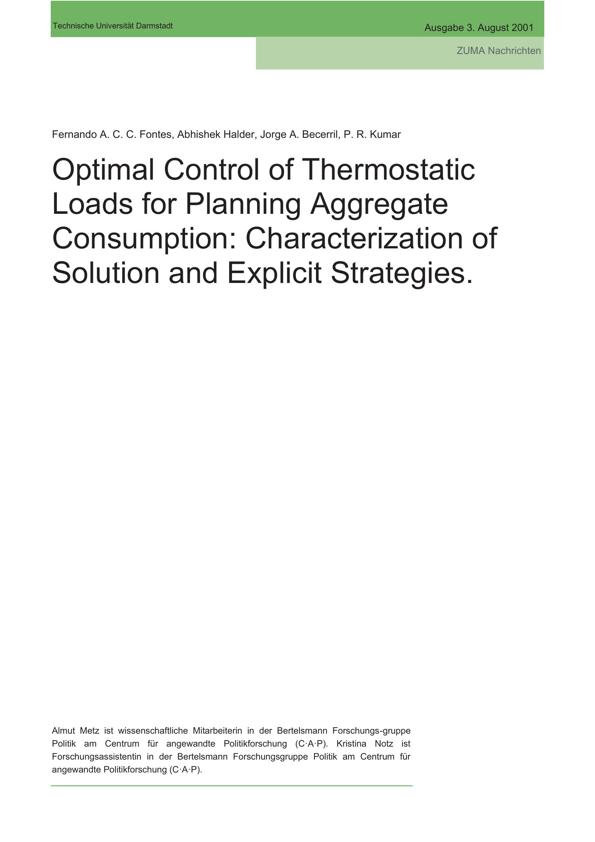 Technische Universität Darmstadt
Ausgabe 3. August 2001
ZUMA Nachrichten
Fernando A. C. C. Fontes, Abhishek Halder, Jorge A. Becerril, P. R. Kumar
Optimal Control of Thermostatic
Loads for Planning Aggregate
Consumption: Characterization of
Solution and Explicit Strategies.
Almut Metz ist wissenschaftliche Mitarbeiterin in der Bertelsmann Forschungs-gruppe
Politik am Centrum für angewandte Politikforschung (C·A·P). Kristina Notz ist
Forschungsassistentin in der Bertelsmann Forschungsgruppe Politik am Centrum für
angewandte Politikforschung (C·A·P).